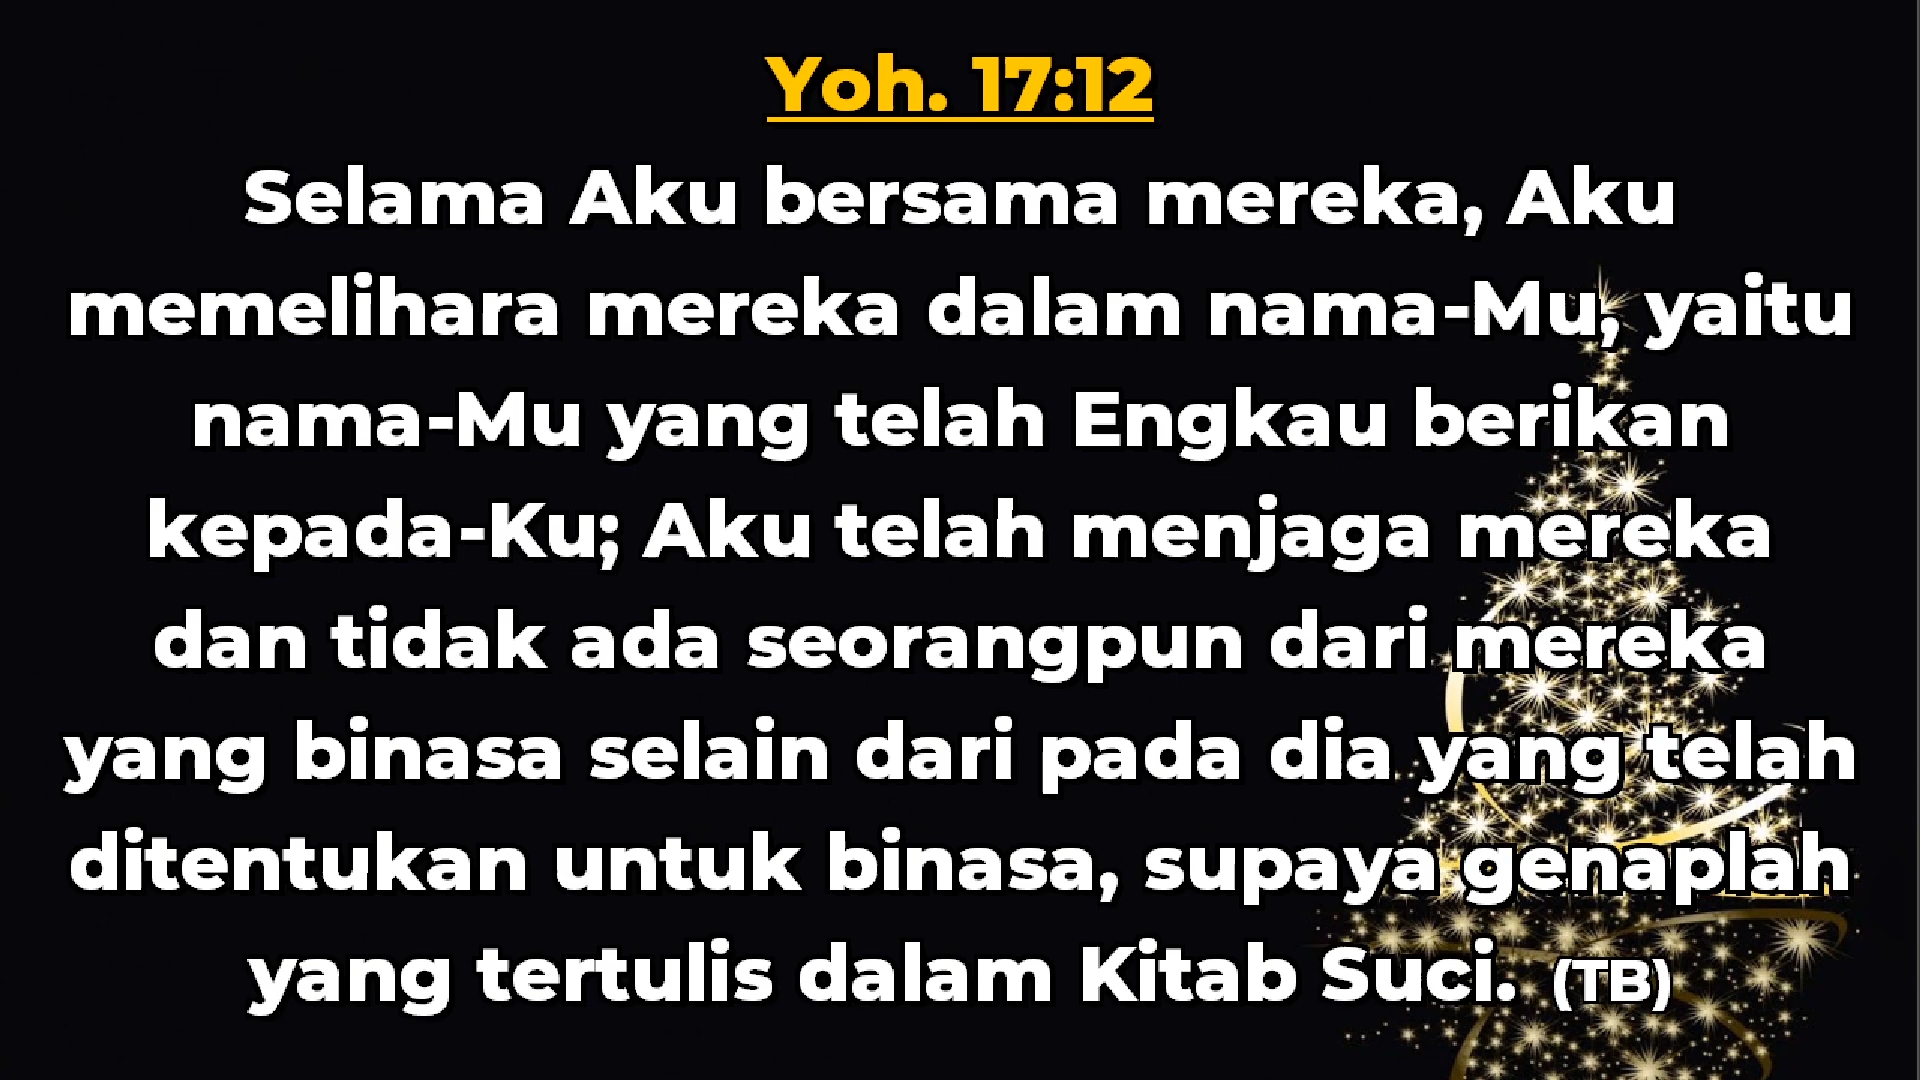 Yoh. 17:12
Selama Aku bersama mereka, Aku
memelihara mereka dalam nama-Mu, yaitu
nama-Mu yang telah Engkau berikan
kepada-Ku; Aku telah menjaga mereka
dan tidak ada seorangpun dari mereka
yang binasa selain dari pada dia yang telah
ditentukan untuk binasa, supaya genaplah
yang tertulis dalam Kitab Suci. (TB)